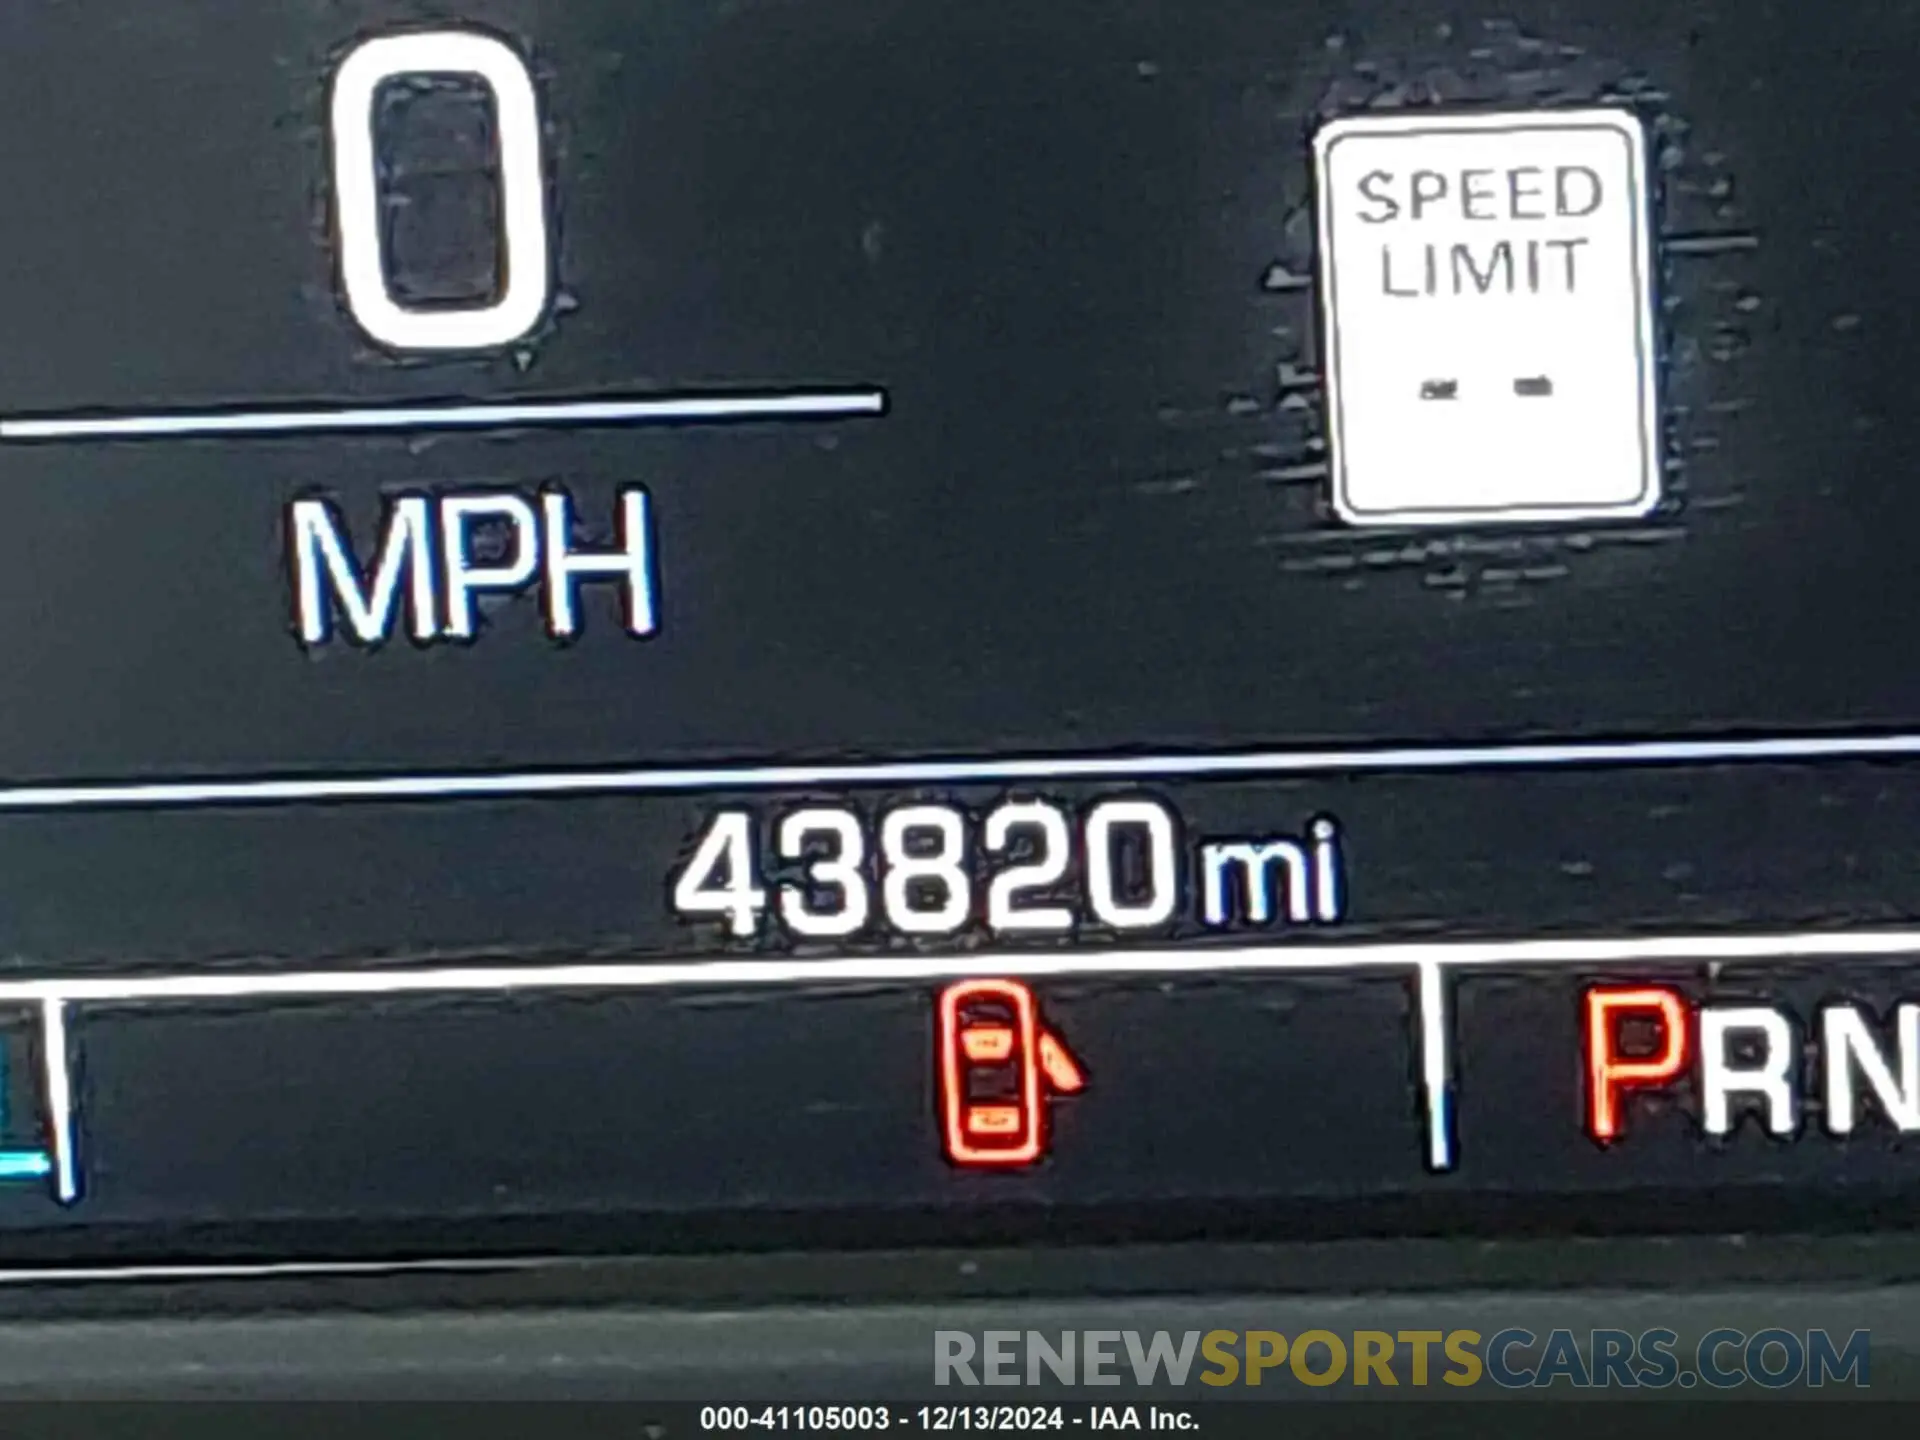 0
SPEED
LIMIT
- -
MPH
43820 mi
PRN
RENEWSPORTSCARS.COM
000-41105003 - 12/13/2024 - IAA Inc.